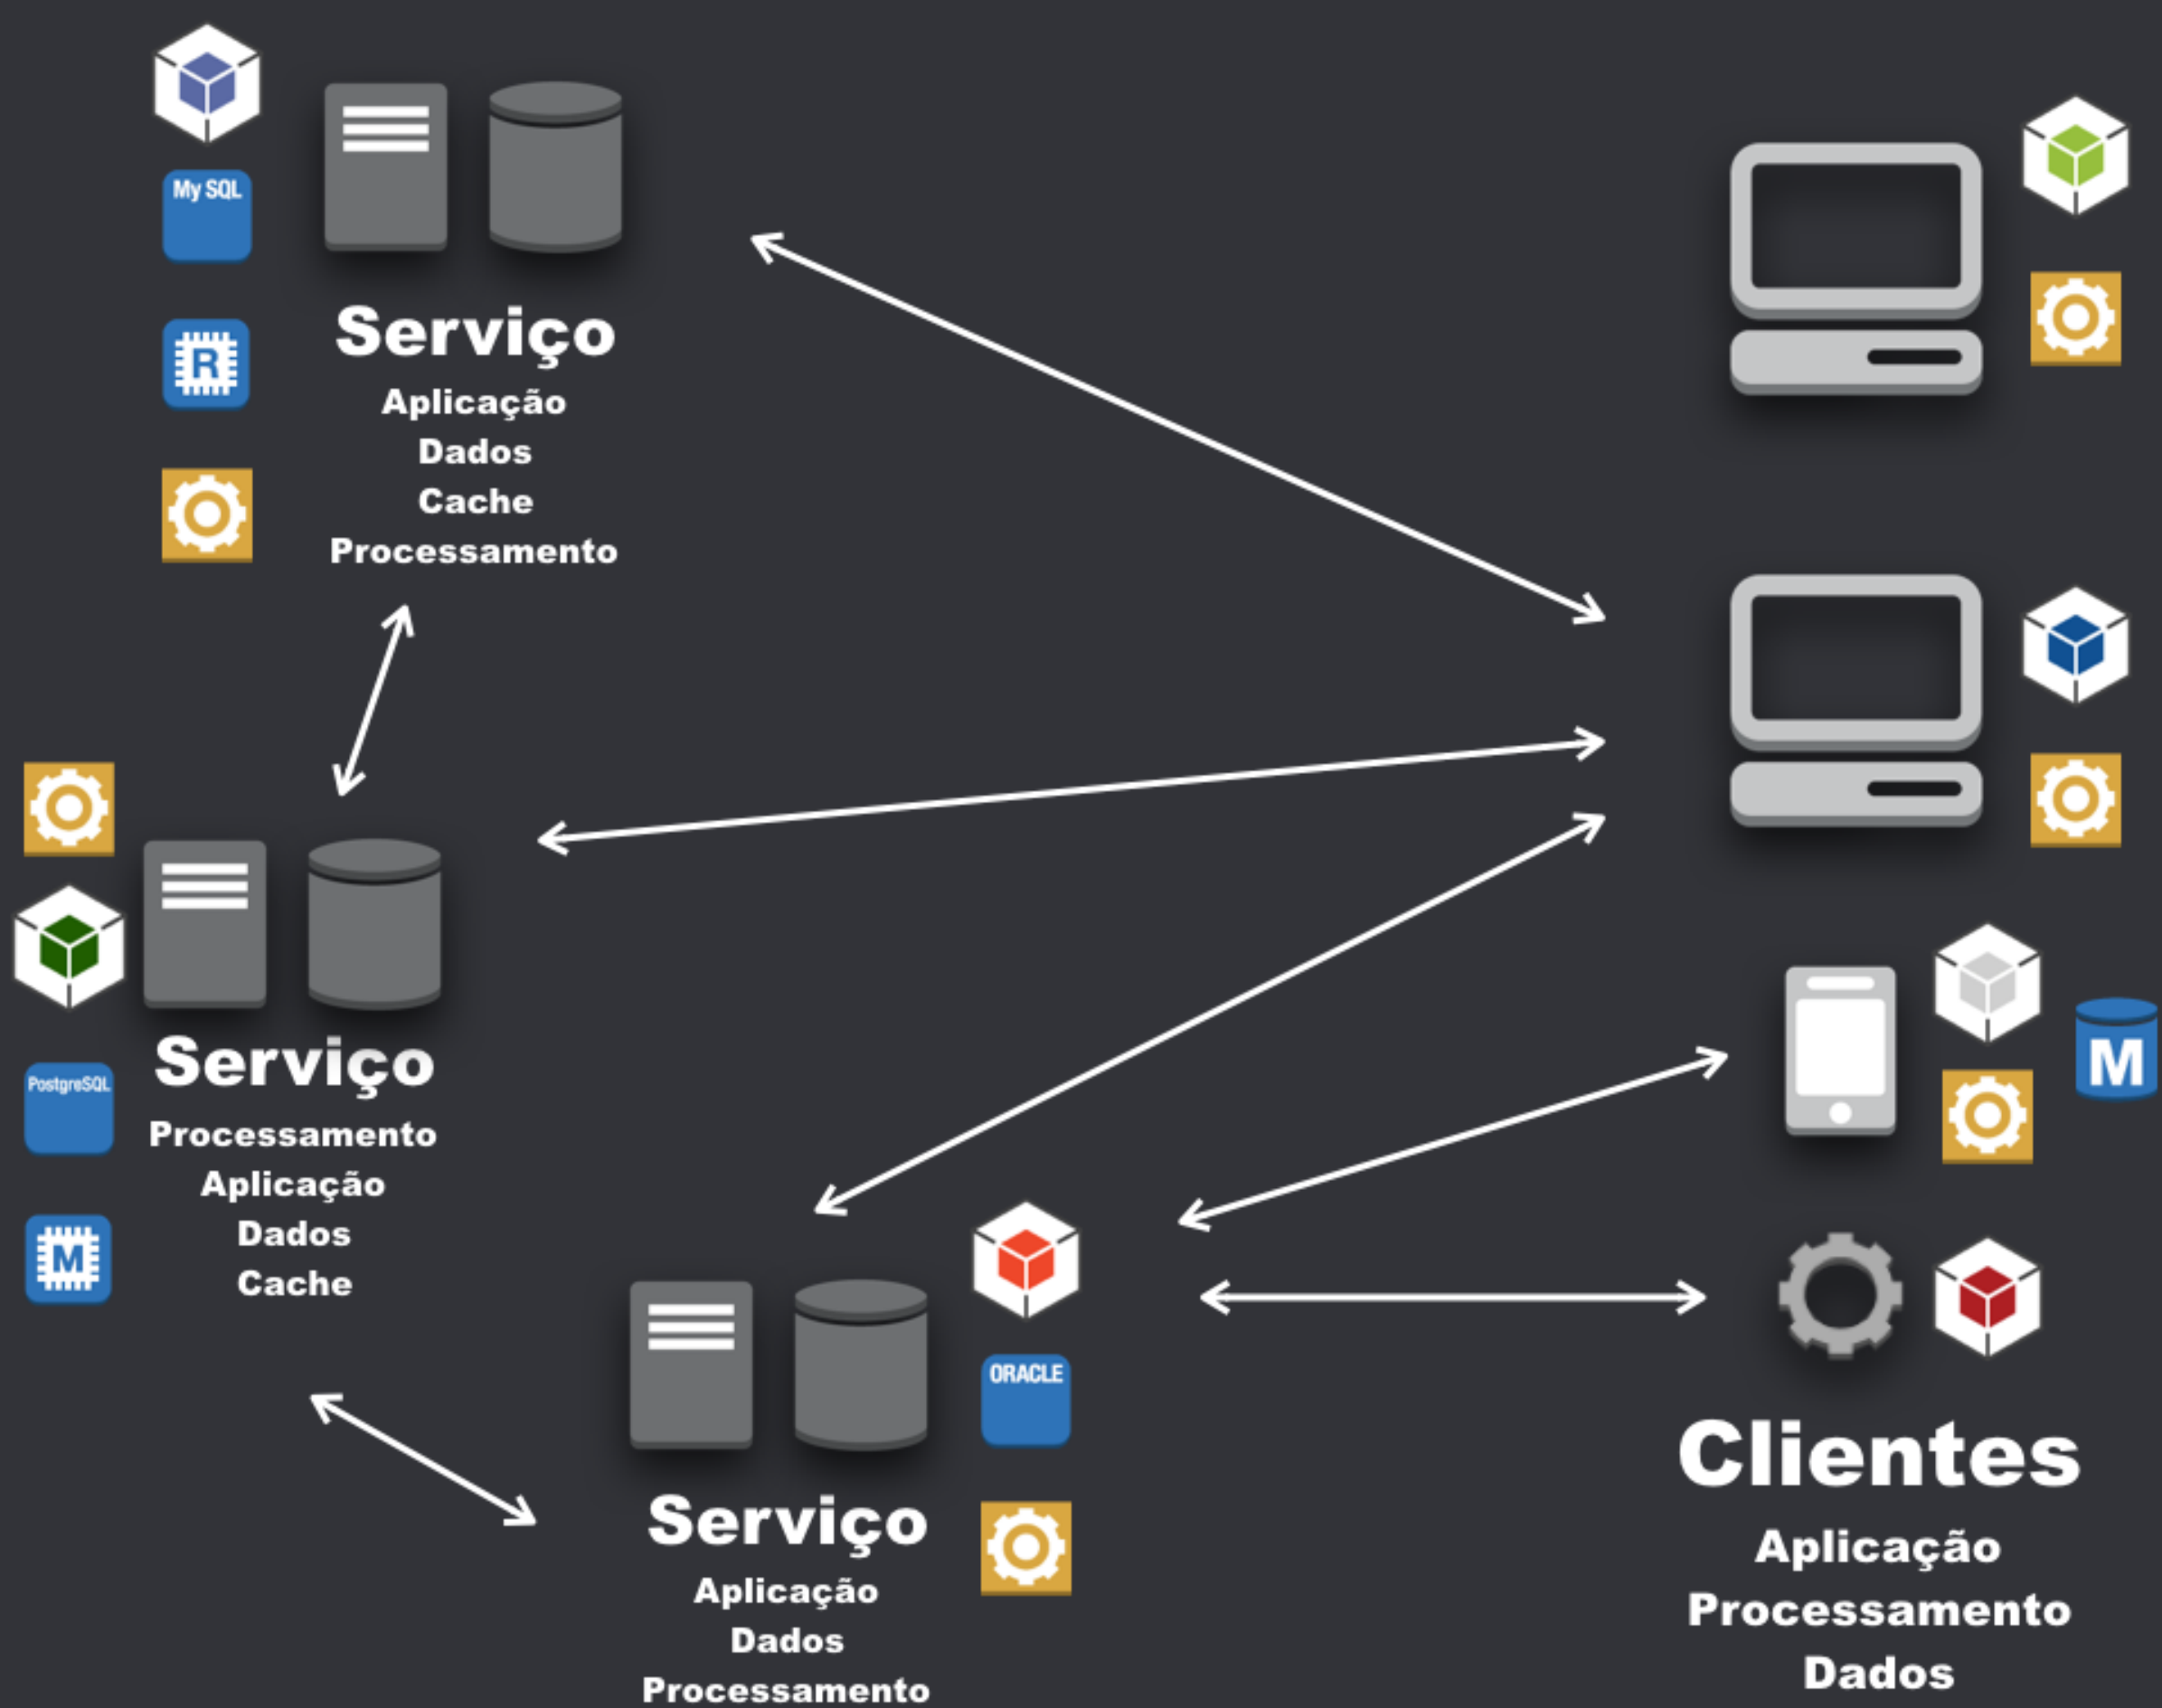 My SQL
R
Serviço
Aplicação
Dados
Cache
Processamento
PostgreSQL
M
Serviço
Processamento
Aplicação
Dados
Cache
ORACLE
Serviço
Aplicação
Dados
Processamento
M
Clientes
Aplicação
Processamento
Dados